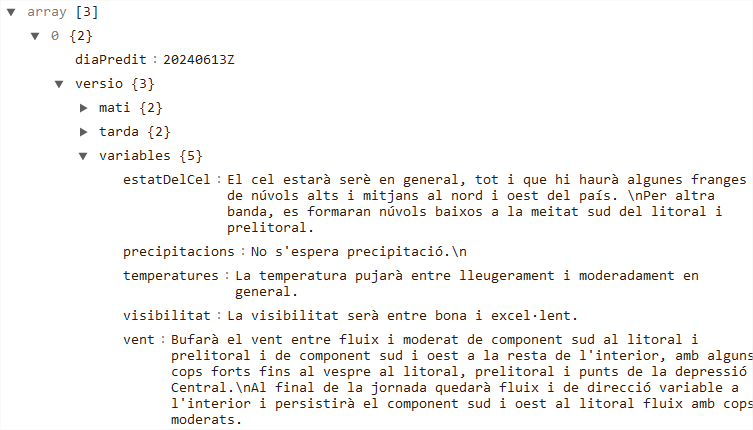 array [3]
0 {2}
diaPredit : 20240613Z
versio {3}
mati {2}
tarda {2}
variables {5}
estatDelCel : El cel estarà serè en general, tot i que hi haurà algunes franges
de núvols alts i mitjans al nord i oest del país. \nPer altra
banda, es formaran núvols baixos a la meitat sud del litoral i
prelitoral.
precipitacions : No s'espera precipitació.\n
temperatures : La temperatura pujarà entre lleugerament i moderadament en
general.
visibilitat : La visibilitat serà entre bona i excel·lent.
vent : Bufarà el vent entre fluix i moderat de component sud al litoral i
prelitoral i de component sud i oest a la resta de l'interior, amb alguns
cops forts fins al vespre al litoral, prelitoral i punts de la depressió
Central.\nAl final de la jornada quedarà fluix i de direcció variable a
l'interior i persistirà el component sud i oest al litoral fluix amb cops
moderats.